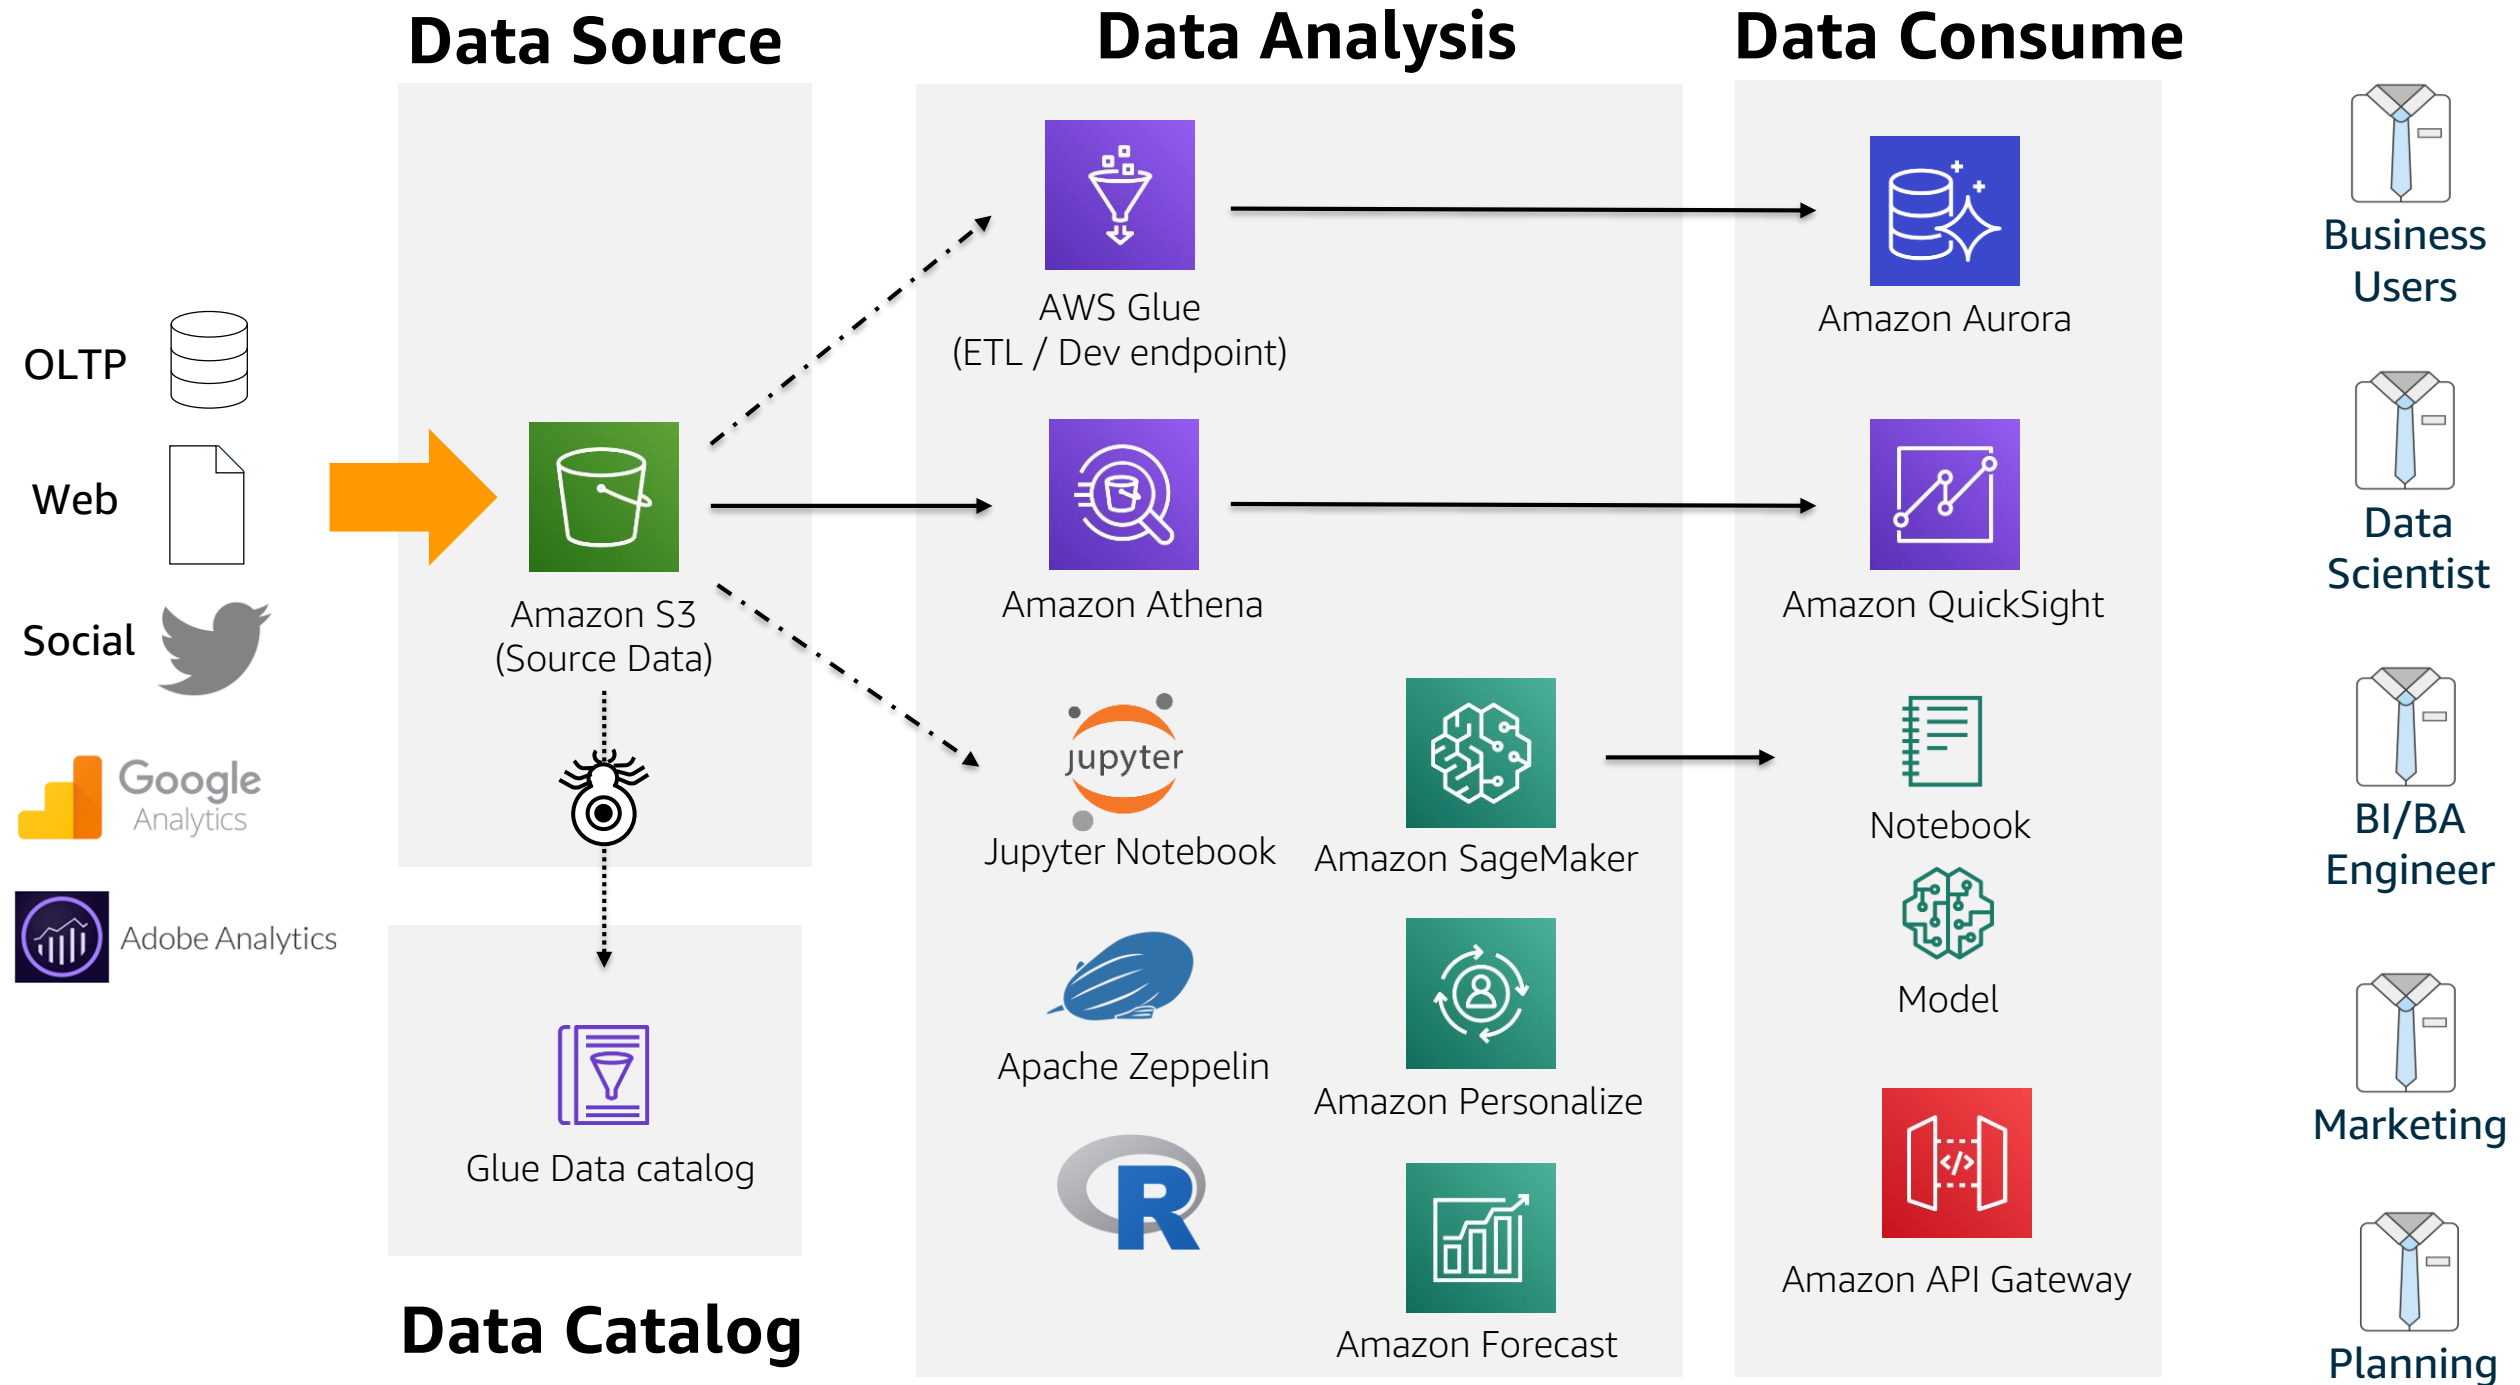 Data Source
Data Analysis
Data Consume
OLTP
Web
Social
Google
Analytics
Adobe Analytics
Amazon S3
(Source Data)
Glue Data catalog
Data Catalog
AWS Glue
(ETL / Dev endpoint)
Amazon Athena
jupyter
Jupyter Notebook
Amazon SageMaker
Apache Zeppelin
Amazon Personalize
R
Amazon Forecast
Amazon Aurora
Amazon QuickSight
Notebook
Model
</>
Amazon API Gateway
Business
Users
Data
Scientist
BI/BA
Engineer
Marketing
Planning